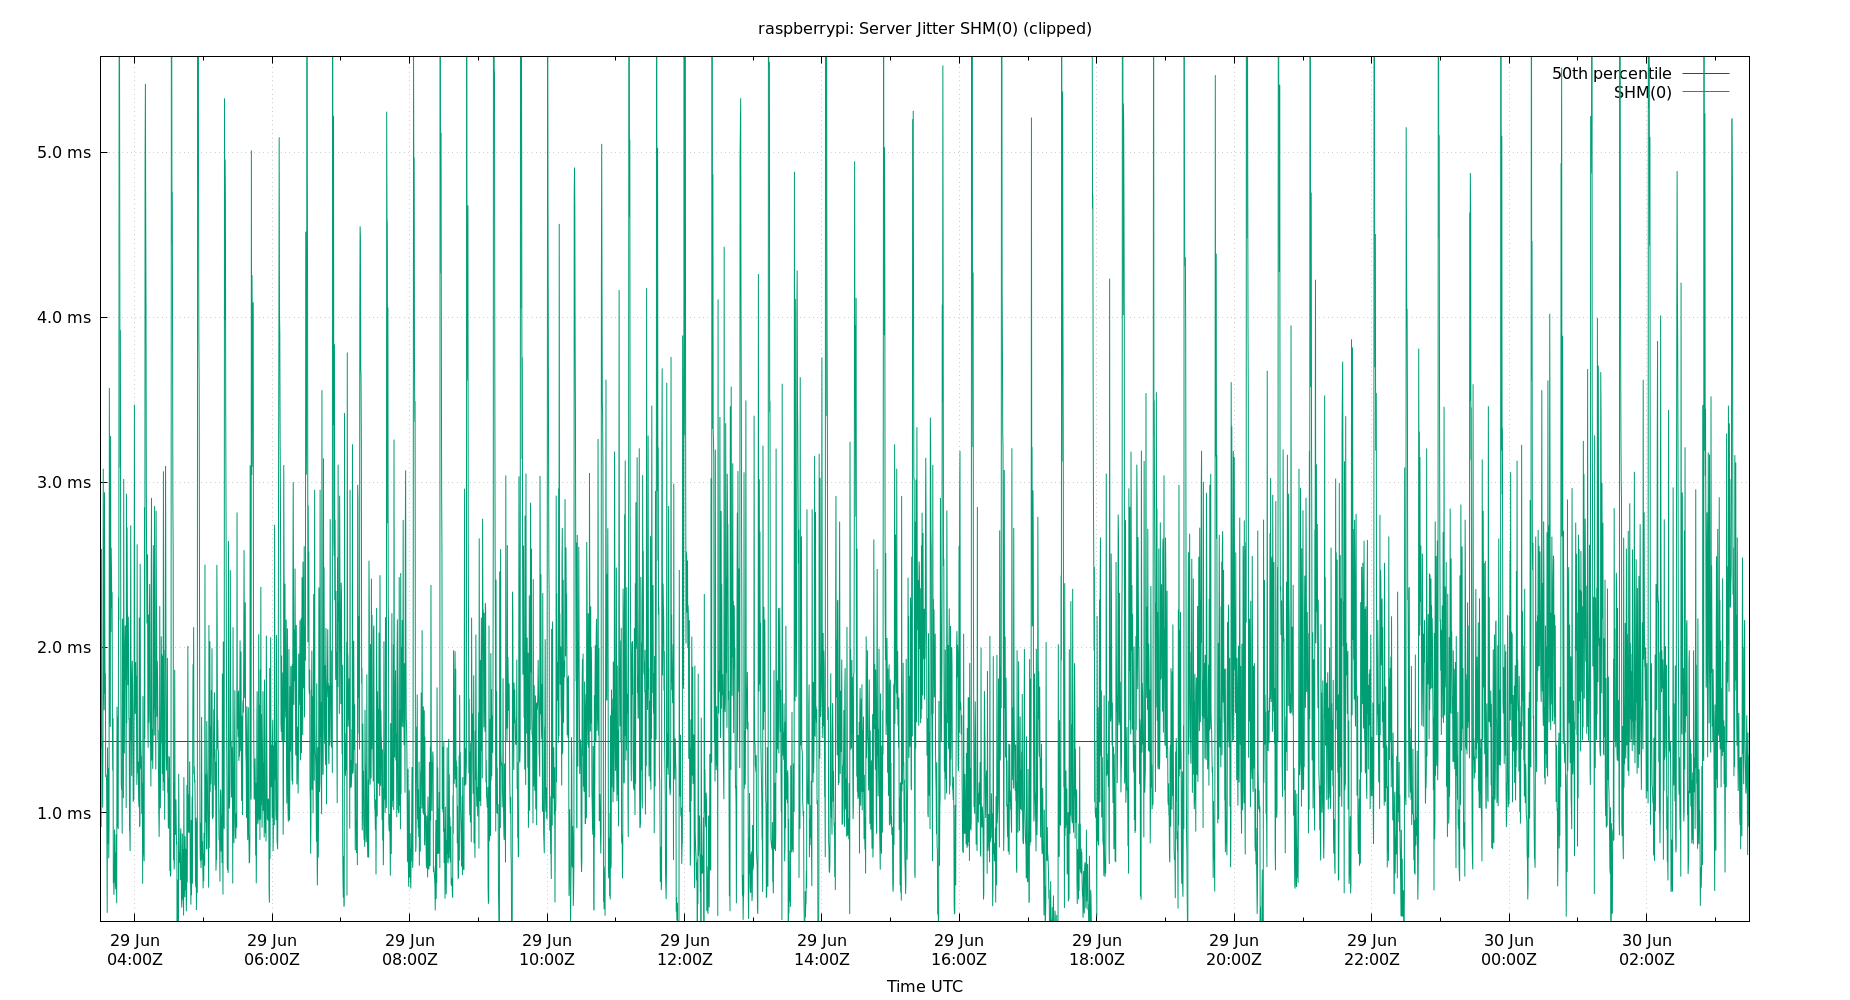 raspberrypi: Server Jitter SHM(0) (clipped)
50th percentile
SHM(0)
5.0 ms
4.0 ms
3.0 ms
2.0 ms
1.0 ms
29 Jun 29 Jun 29 Jun 29 Jun 29 Jun 29 Jun 29 Jun 29 Jun 29 Jun 29 Jun 30 Jun 30 Jun
04:00Z 06:00Z 08:00Z 10:00Z 12:00Z 14:00Z 16:00Z 18:00Z 20:00Z 22:00Z 00:00Z 02:00Z
Time UTC